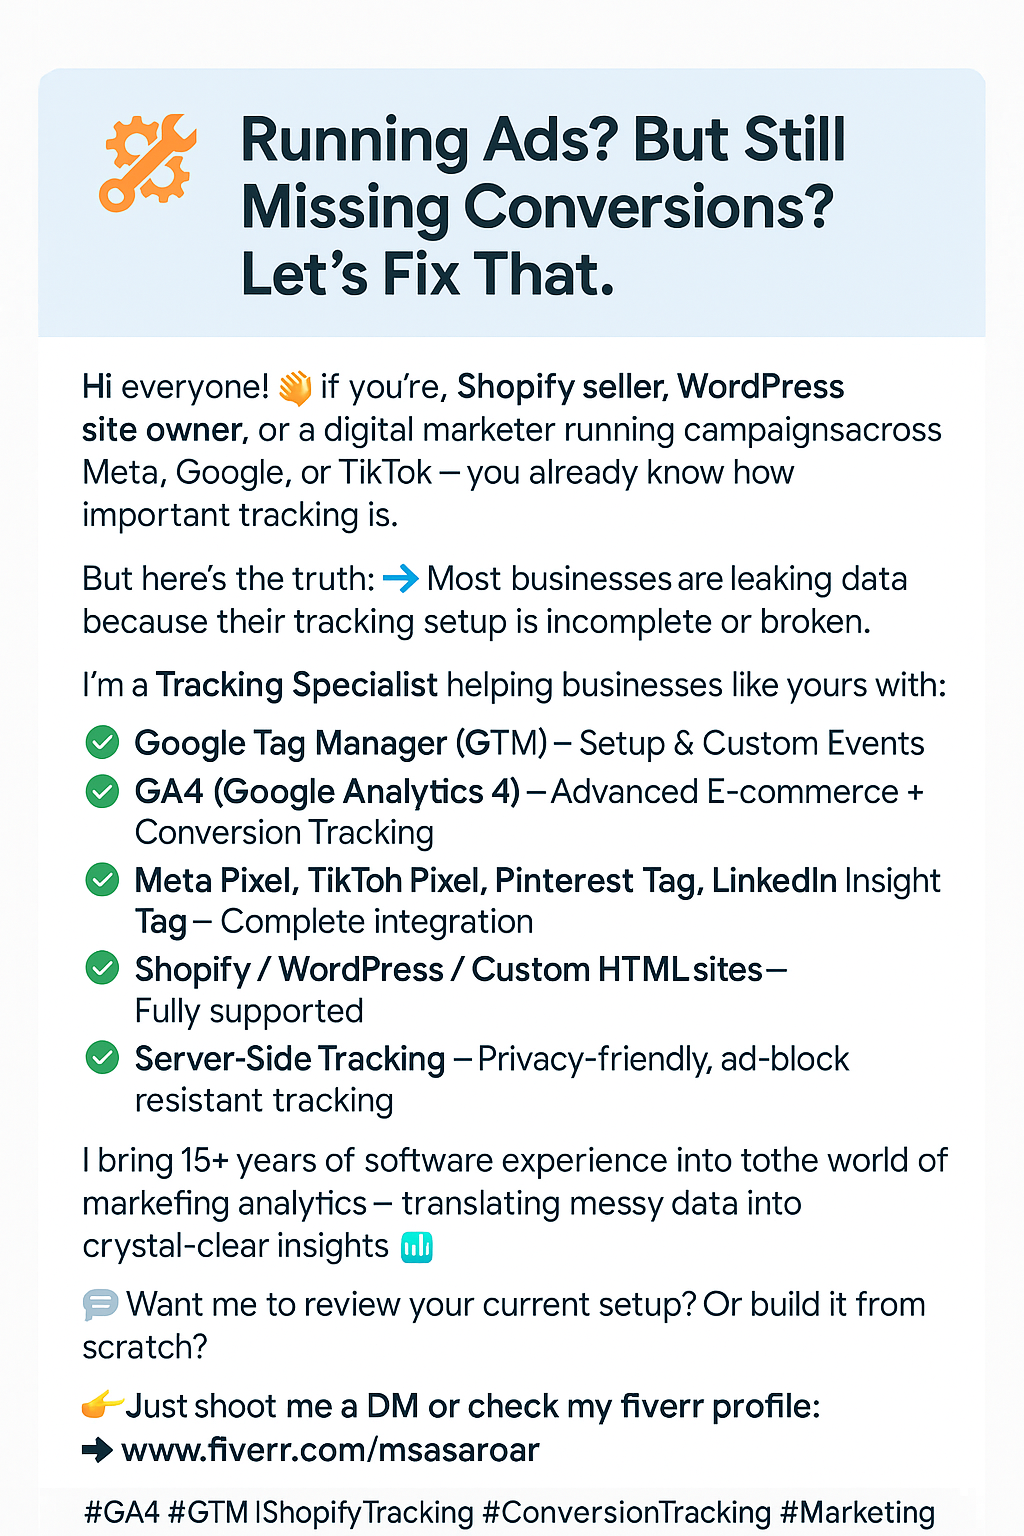 Running Ads? But Still
Missing Conversions?
Let's Fix That.
Hi everyone! 👋 if you're, Shopify seller, WordPress
site owner, or a digital marketer running campaignsacross
Meta, Google, or TikTok – you already know how
important tracking is.
But here's the truth: → Most businesses are leaking data
because their tracking setup is incomplete or broken.
I'm a Tracking Specialist helping businesses like yours with:
Google Tag Manager (GTM) – Setup & Custom Events
GA4 (Google Analytics 4) – Advanced E-commerce +
Conversion Tracking
Meta Pixel, TikToh Pixel, Pinterest Tag, LinkedIn Insight
Tag – Complete integration
Shopify / WordPress / Custom HTML sites –
Fully supported
Server-Side Tracking – Privacy-friendly, ad-block
resistant tracking
I bring 15+ years of software experience into tothe world of
markefing analytics – translating messy data into
crystal-clear insights 📊
💬 Want me to review your current setup? Or build it from
scratch?
👉 Just shoot me a DM or check my fiverr profile:
➡ www.fiverr.com/msasaroar
#GA4 #GTM lShopifyTracking #ConversionTracking #Marketing